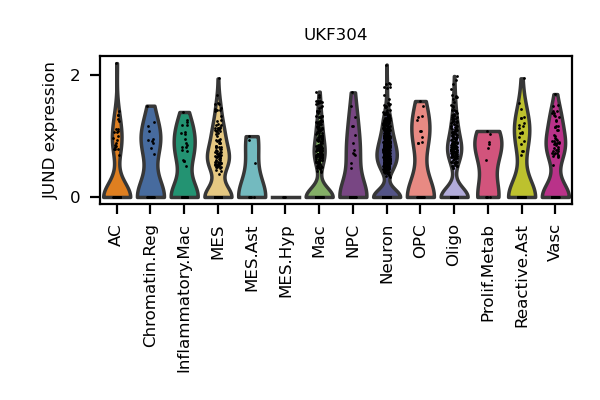 UKF304
JUND expression
2
0
AC
Chromatin.Reg
Inflammatory.Mac
MES
MES.Ast
MES.Hyp
Mac
NPC
Neuron
OPC
Oligo
Prolif.Metab
Reactive.Ast
Vasc